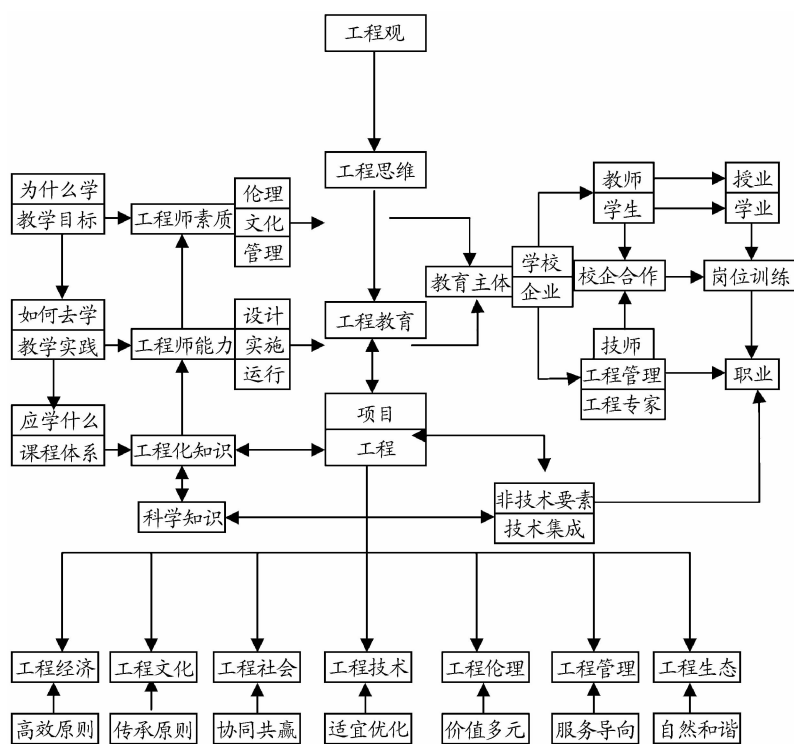 工程观
工程思维
为什么学
教学目标
工程师素质
伦理
文化
管理
教师
学生
授业
学业
教育主体
学校
企业
校企合作
岗位训练
如何去学
教学实践
工程师能力
设计
实施
运行
工程教育
技师
工程管理
工程专家
职业
应学什么
课程体系
工程化知识
项目
工程
科学知识
非技术要素
技术集成
工程经济
工程文化
工程社会
工程技术
工程伦理
工程管理
工程生态
高效原则
传承原则
协同共赢
适宜优化
价值多元
服务导向
自然和谐